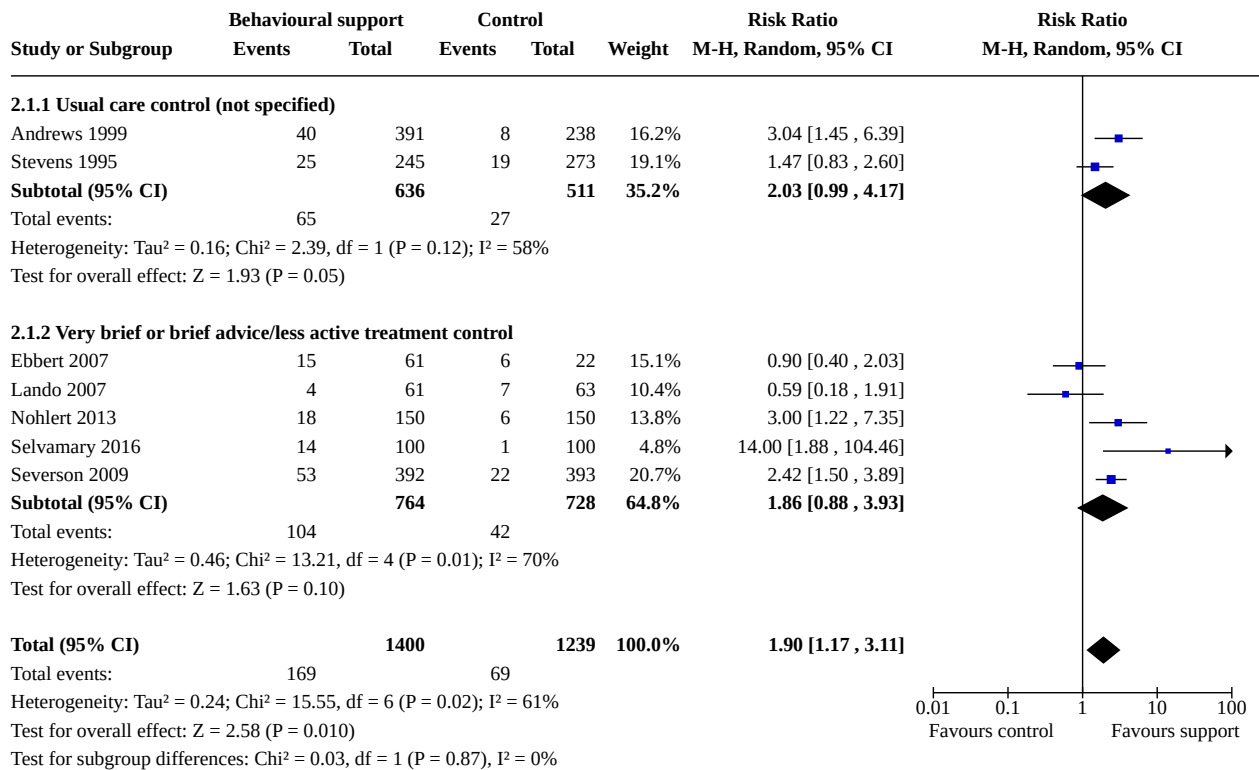 Behavioural support Control Risk Ratio Risk Ratio
Study or Subgroup Events Total Events Total Weight M-H, Random, 95% CI M-H, Random, 95% CI
2.1.1 Usual care control (not specified)
Andrews 1999 40 391 8 238 16.2% 3.04 [1.45 , 6.39]
Stevens 1995 25 245 19 273 19.1% 1.47 [0.83 , 2.60]
Subtotal (95% CI) 636 511 35.2% 2.03 [0.99 , 4.17]
Total events: 65 27
Heterogeneity: Tau² = 0.16; Chi² = 2.39, df = 1 (P = 0.12); I² = 58%
Test for overall effect: Z = 1.93 (P = 0.05)
2.1.2 Very brief or brief advice/less active treatment control
Ebbert 2007 15 61 6 22 15.1% 0.90 [0.40 , 2.03]
Lando 2007 4 61 7 63 10.4% 0.59 [0.18 , 1.91]
Nohlert 2013 18 150 6 150 13.8% 3.00 [1.22 , 7.35]
Selvamary 2016 14 100 1 100 4.8% 14.00 [1.88 , 104.46]
Severson 2009 53 392 22 393 20.7% 2.42 [1.50 , 3.89]
Subtotal (95% CI) 764 728 64.8% 1.86 [0.88 , 3.93]
Total events: 104 42
Heterogeneity: Tau² = 0.46; Chi² = 13.21, df = 4 (P = 0.01); I² = 70%
Test for overall effect: Z = 1.63 (P = 0.10)
Total (95% CI) 1400 1239 100.0% 1.90 [1.17 , 3.11]
Total events: 169 69
Heterogeneity: Tau² = 0.24; Chi² = 15.55, df = 6 (P = 0.02); I² = 61%
0.01 0.1 1 10 100
Test for overall effect: Z = 2.58 (P = 0.010)
Favours control Favours support
Test for subgroup differences: Chi² = 0.03, df = 1 (P = 0.87), I² = 0%